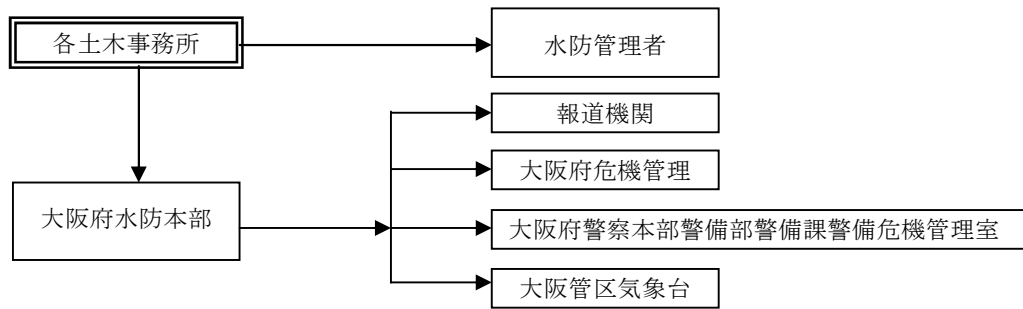 各土木事務所
水防管理者
報道機関
大阪府危機管理
大阪府水防本部
大阪府警察本部警備部警備課警備危機管理室
大阪管区気象台